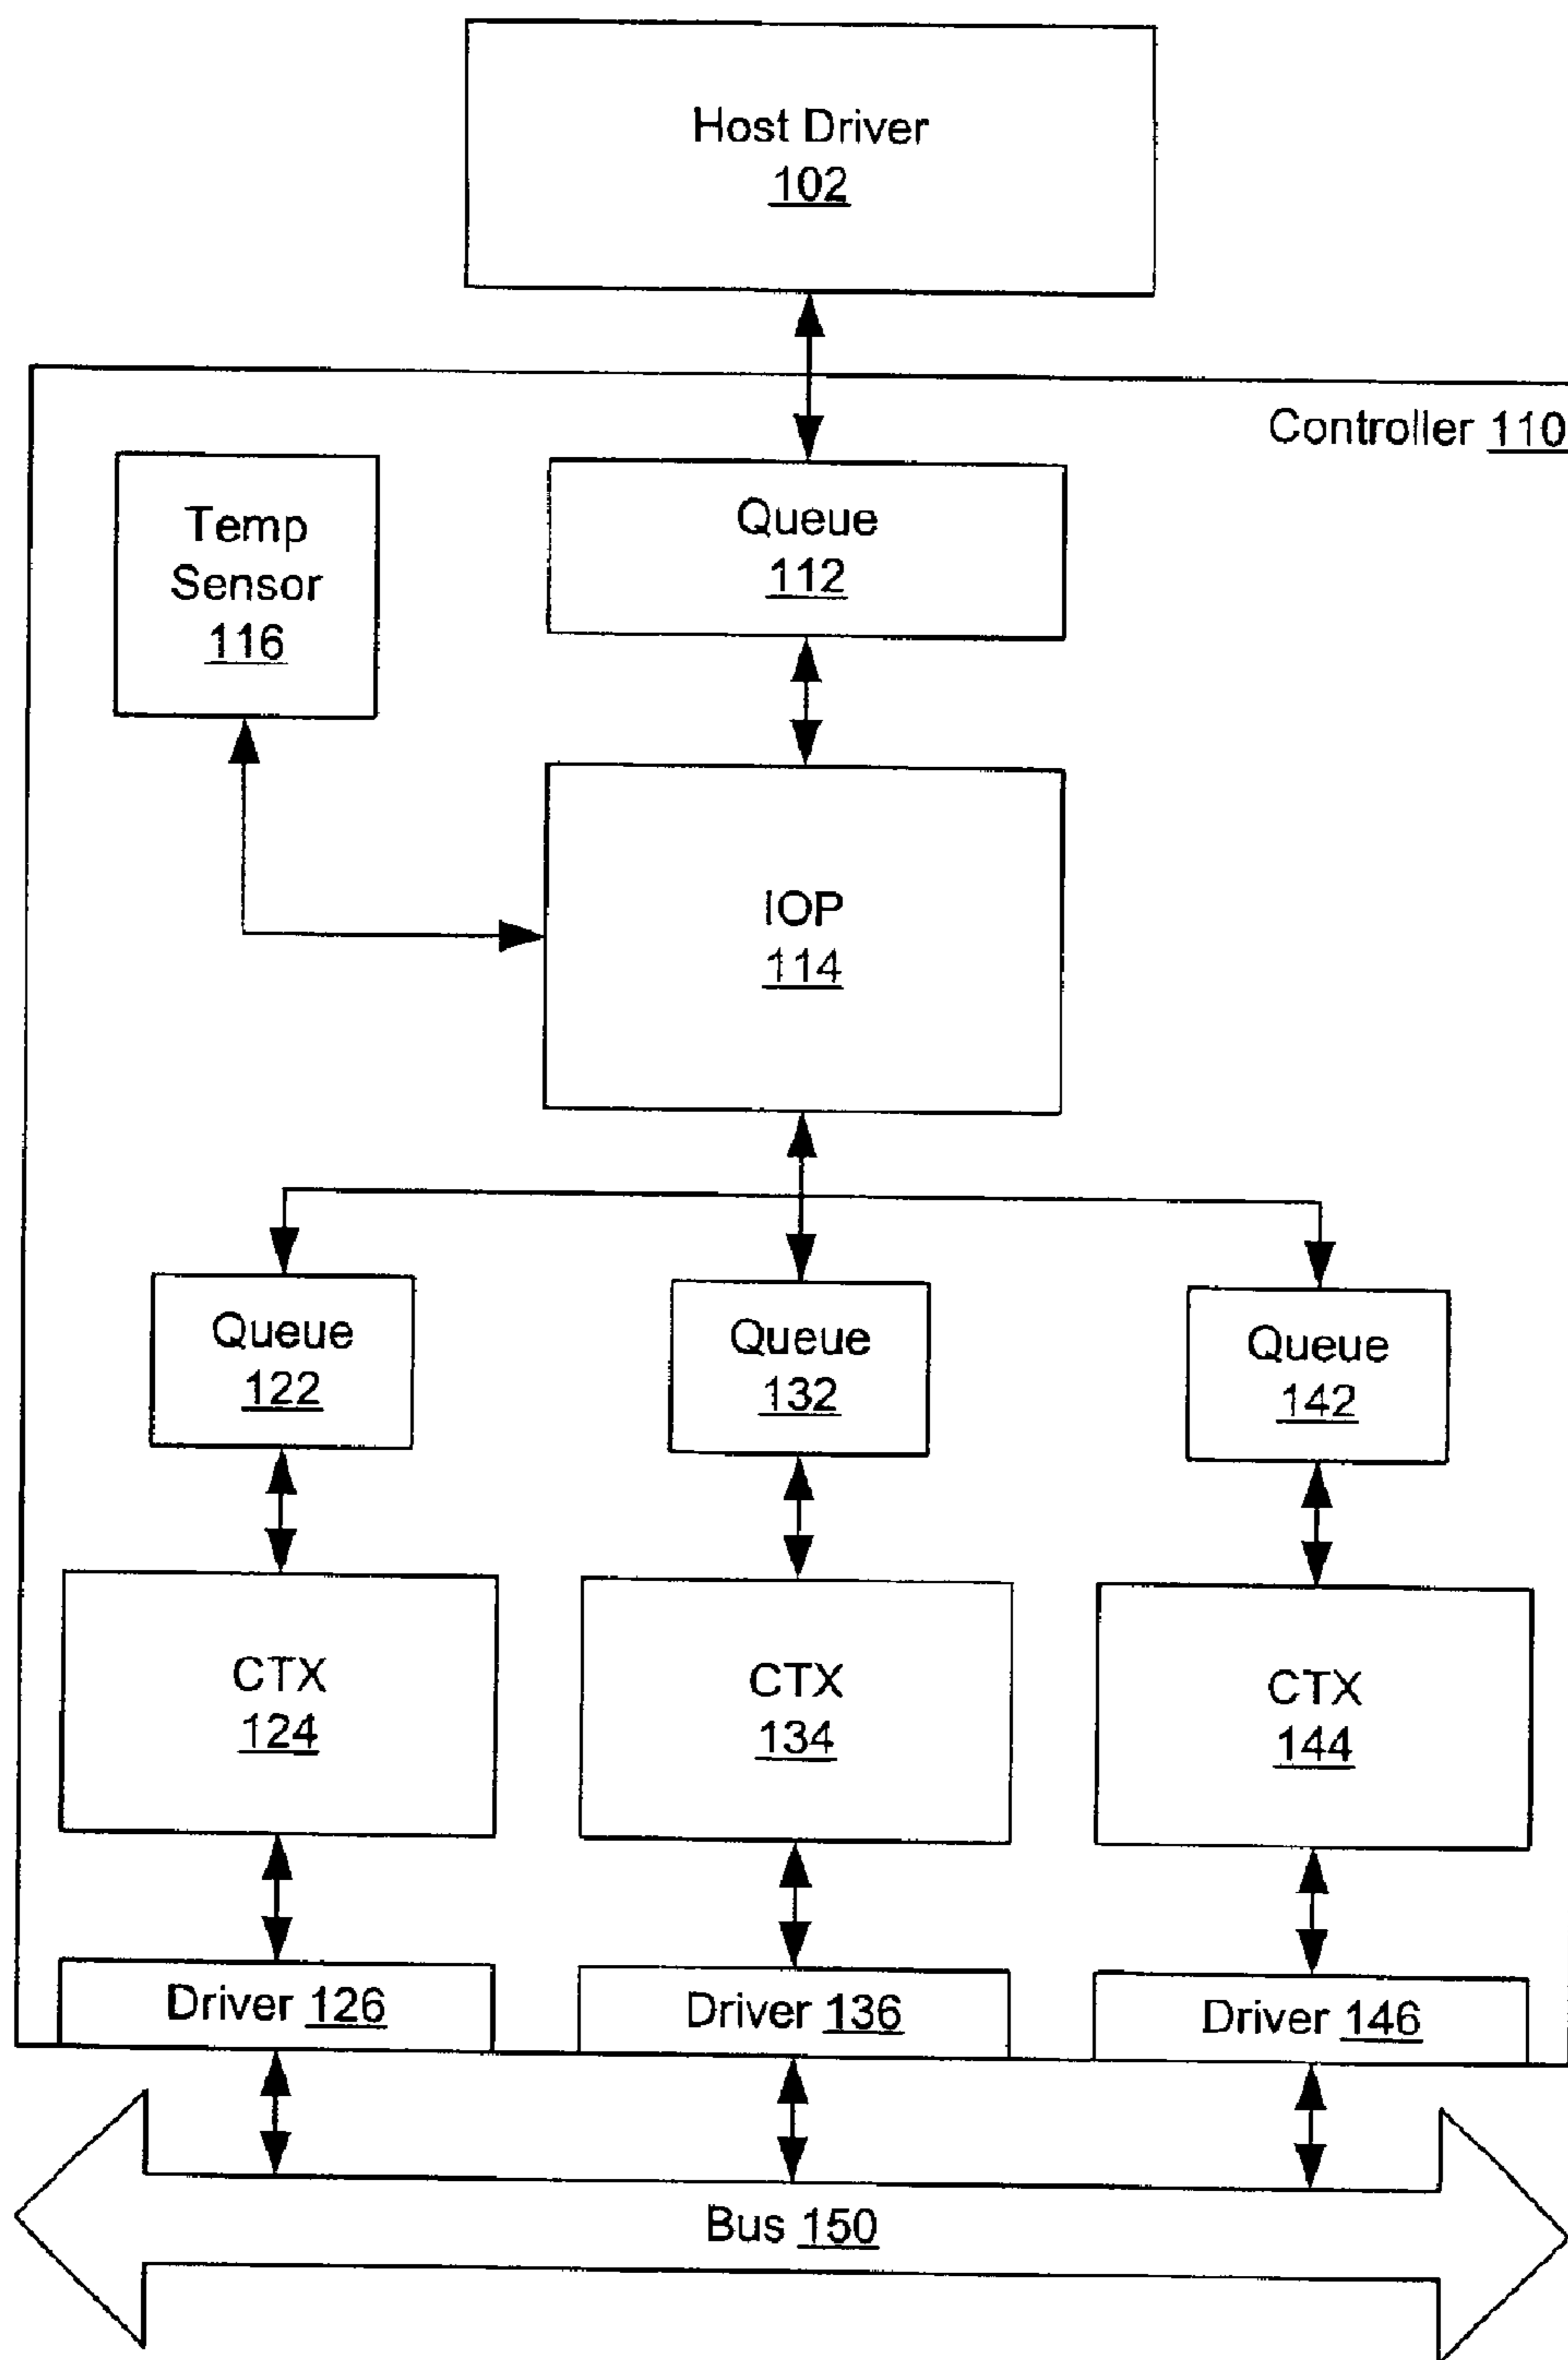 Host Driver
102
Controller 110
Temp
Sensor
116
Queue
112
IOP
114
Queue
122
Queue
132
Queue
142
CTX
124
CTX
134
CTX
144
Driver 126
Driver 136
Driver 146
Bus 150